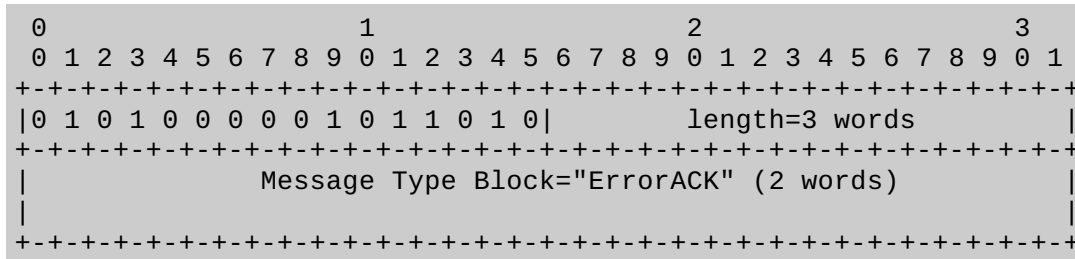 0                   1                   2                   3
 0 1 2 3 4 5 6 7 8 9 0 1 2 3 4 5 6 7 8 9 0 1 2 3 4 5 6 7 8 9 0 1
+-+-+-+-+-+-+-+-+-+-+-+-+-+-+-+-+-+-+-+-+-+-+-+-+-+-+-+-+-+-+-+-+
|0 1 0 1 0 0 0 0 0 1 0 1 1 0 1 0|        length=3 words         |
+-+-+-+-+-+-+-+-+-+-+-+-+-+-+-+-+-+-+-+-+-+-+-+-+-+-+-+-+-+-+-+-+
|              Message Type Block="ErrorACK" (2 words)          |
|                                                               |
+-+-+-+-+-+-+-+-+-+-+-+-+-+-+-+-+-+-+-+-+-+-+-+-+-+-+-+-+-+-+-+-+